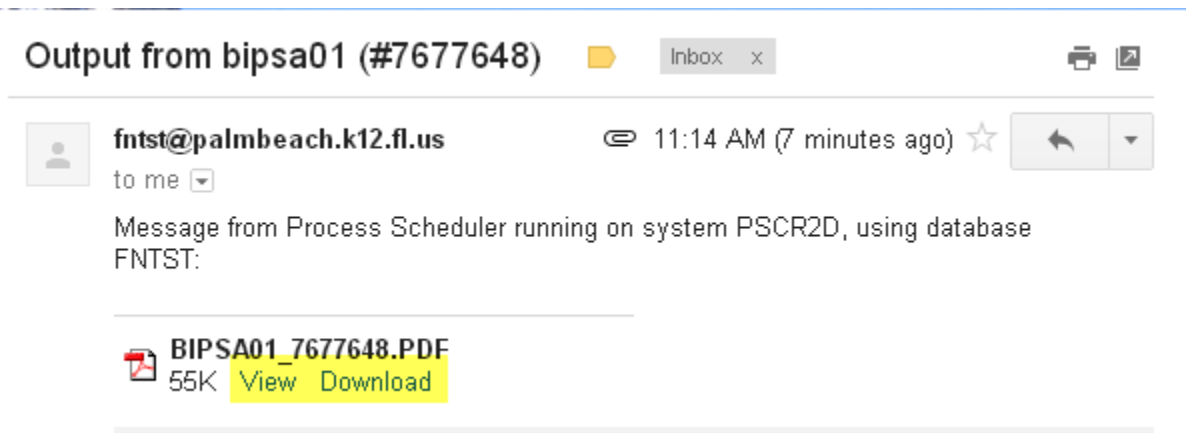 Output from bipsa01 (#7677648) Inbox x
fntst@palmbeach.k12.fl.us 11:14 AM (7 minutes ago)
to me
Message from Process Scheduler running on system PSCR2D, using database
FNTST:
BIPSA01_7677648.PDF
55K View Download